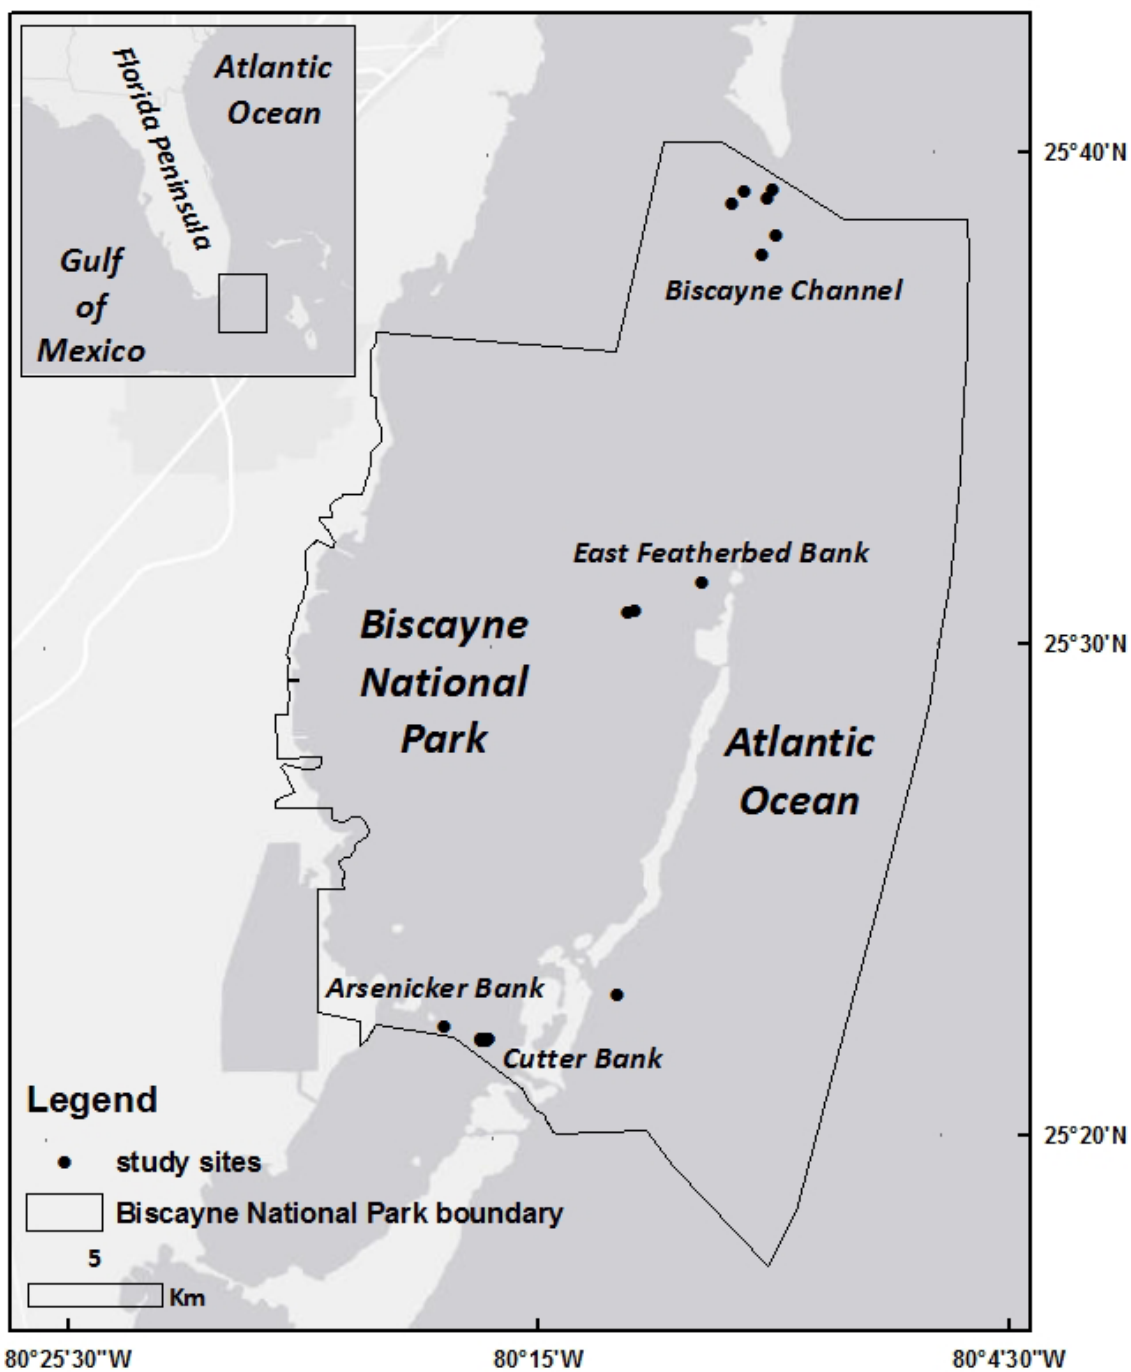 Florida Peninsula
Atlantic
Ocean
Gulf
of
Mexico
25°40'N
Biscayne Channel
East Featherbed Bank
Biscayne
National
Park
25°30'N
Atlantic
Ocean
Arsenicker Bank
Cutter Bank
Legend
study sites
Biscayne National Park boundary
5
Km
25°20'N
80°25'30"W
80°15'W
80°4'30"W